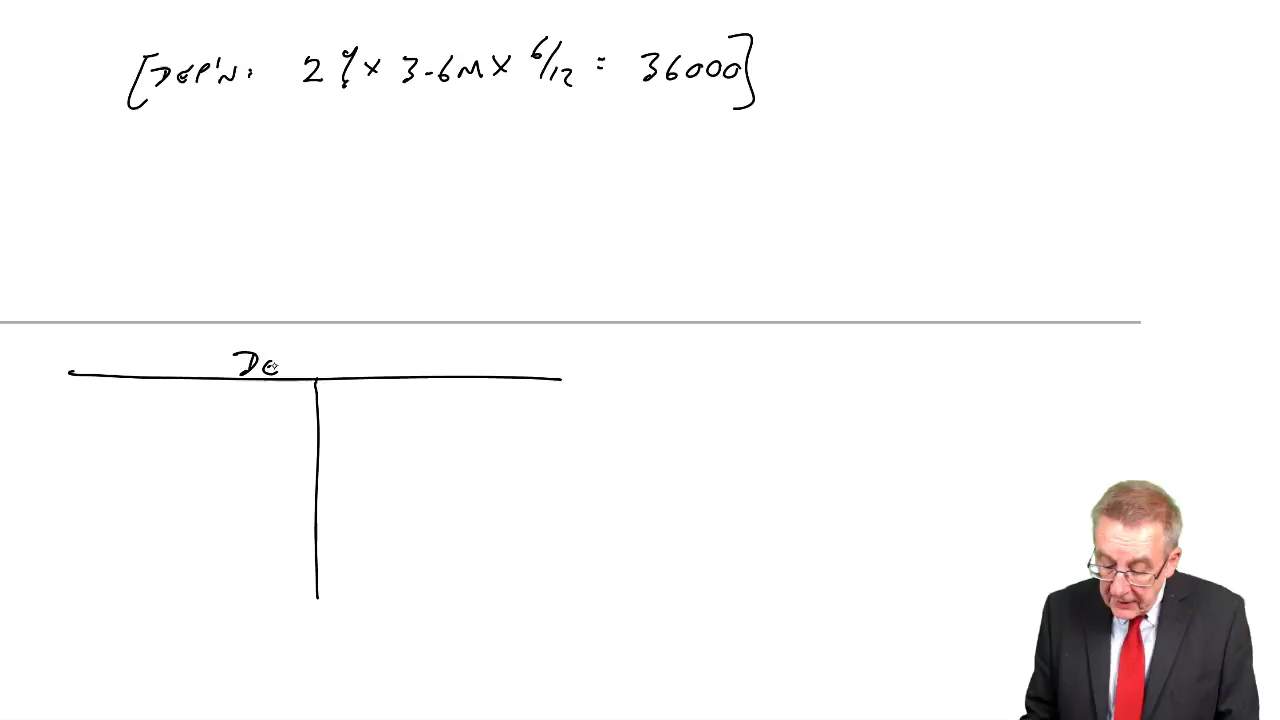 [DEP'N: 2% x 3.6M x 6/12 = 36000]
DE